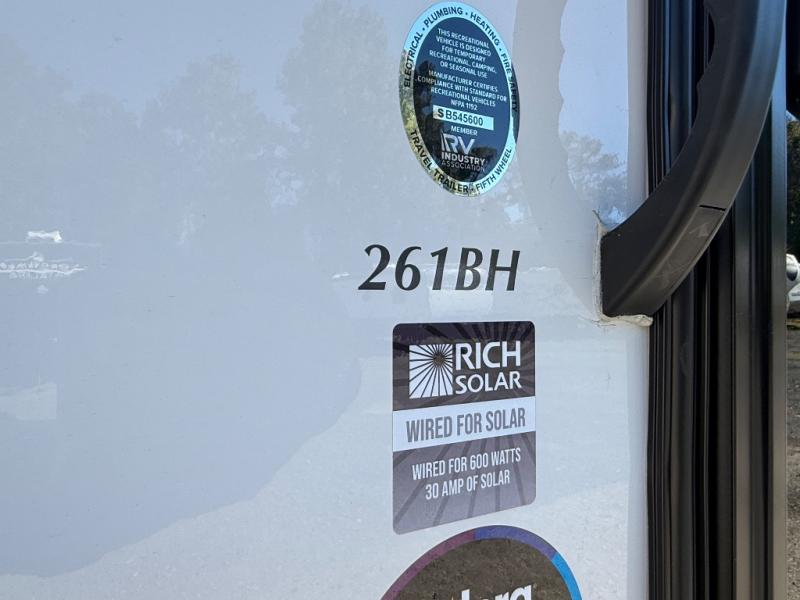 ELECTRICAL • PLUMBING • HEATING • FIRE SAFETY
THIS RECREATIONAL
VEHICLE IS DESIGNED
FOR TEMPORARY
RECREATIONAL, CAMPING,
OR SEASONAL USE
MANUFACTURER CERTIFIES
COMPLIANCE WITH STANDARD FOR
RECREATIONAL VEHICLES
NFPA 1192
SB545600
MEMBER
RV
INDUSTRY
ASSOCIATION
TRAVEL TRAILER • FIFTH WHEEL
261BH
RICH
SOLAR
WIRED FOR SOLAR
WIRED FOR 600 WATTS
30 AMP OF SOLAR